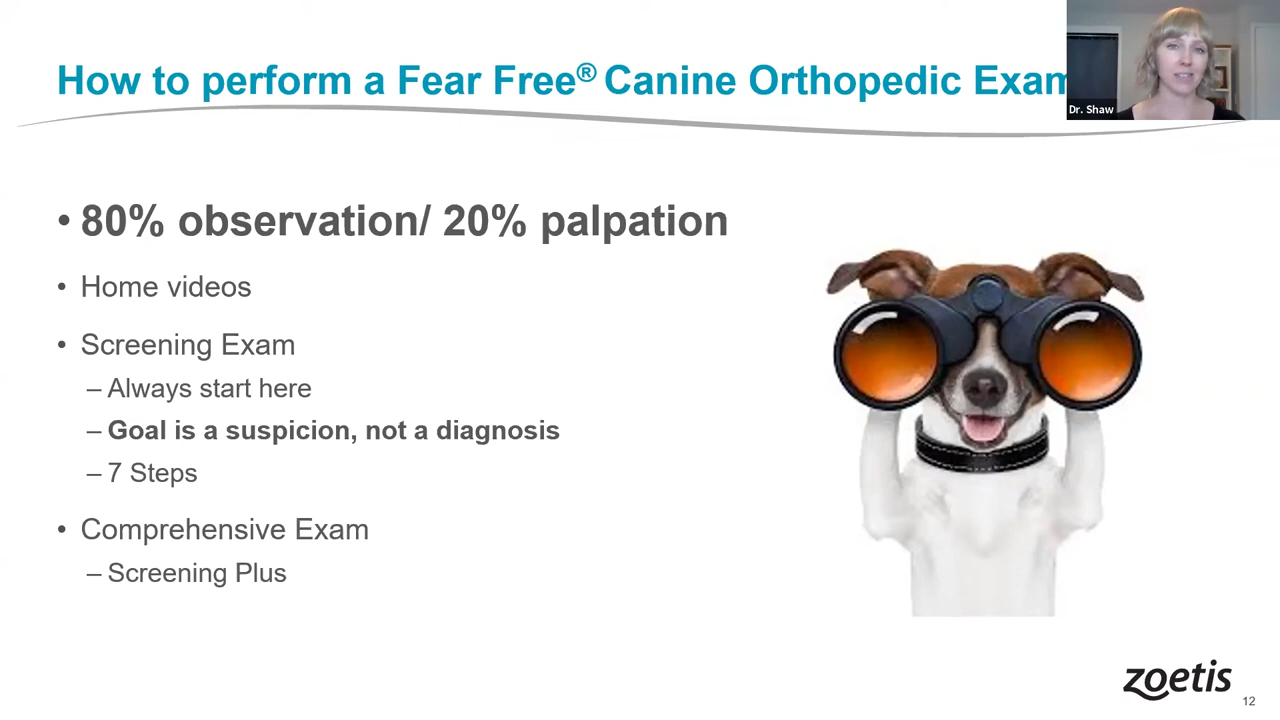 How to perform a Fear Free® Canine Orthopedic Exam
Dr. Shaw
• 80% observation/ 20% palpation
• Home videos
• Screening Exam
– Always start here
– Goal is a suspicion, not a diagnosis
– 7 Steps
• Comprehensive Exam
– Screening Plus
zoetis
12